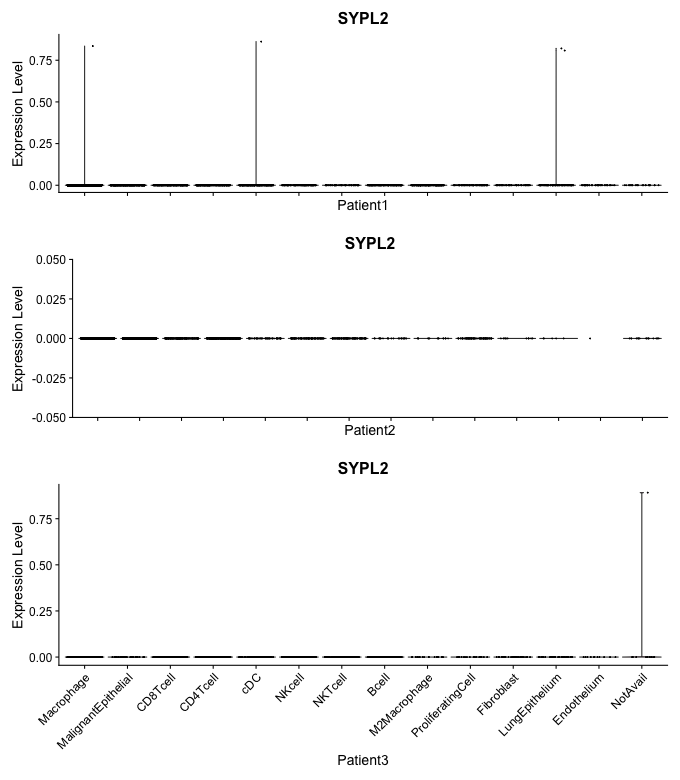 SYPL2
Expression Level
0.75
0.50
0.25
0.00
Patient1
SYPL2
Expression Level
0.050
0.025
0.000
-0.025
-0.050
Patient2
SYPL2
Expression Level
0.75
0.50
0.25
0.00
Macrophage
MalignantEpithelial
CD8Tcell
CD4Tcell
cDC
NKcell
NKTcell
Bcell
M2Macrophage
ProliferatingCell
Fibroblast
LungEpithelium
Endothelium
NotAvail
Patient3